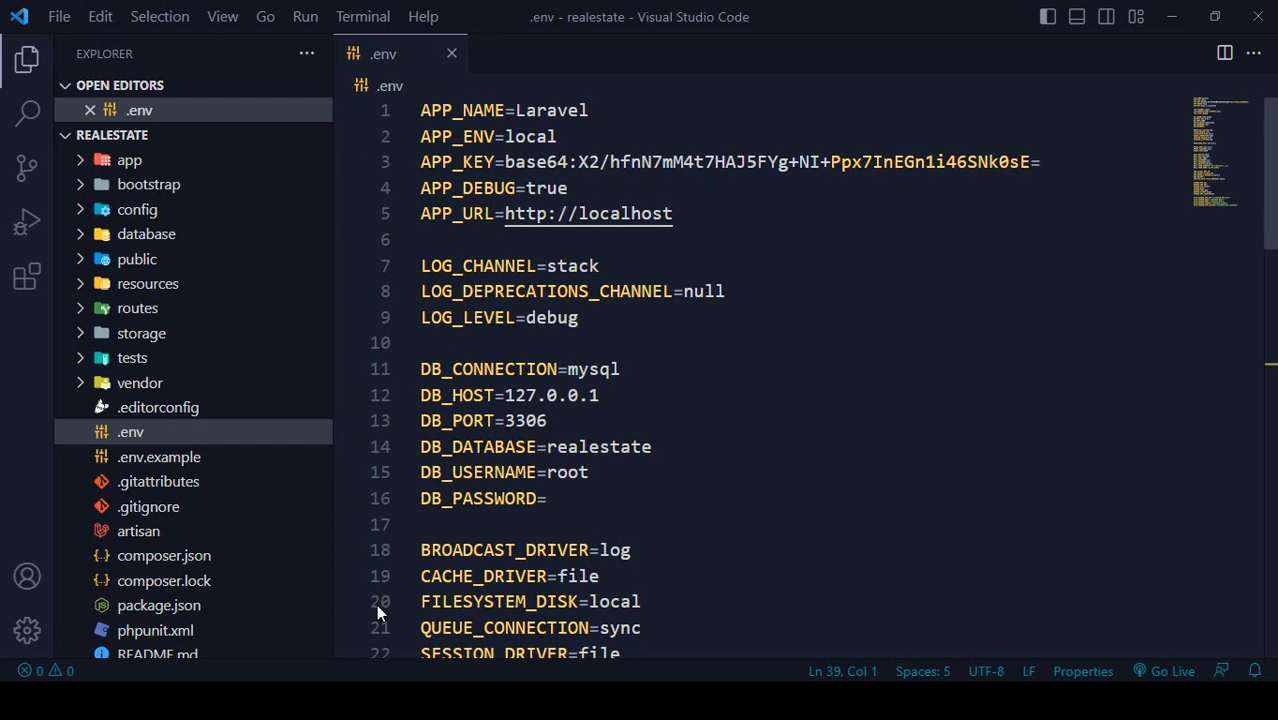 File Edit Selection View Go Run Terminal Help .env - realestate - Visual Studio Code
EXPLORER
OPEN EDITORS
.env
REALESTATE
app
bootstrap
config
database
public
resources
routes
storage
tests
vendor
.editorconfig
.env
.env.example
.gitattributes
.gitignore
artisan
composer.json
composer.lock
package.json
phpunit.xml
README.md
.env
.env
1 APP_NAME=Laravel
2 APP_ENV=local
3 APP_KEY=base64:X2/hfnN7mM4t7HAJ5FYg+NI+Ppx7InEGn1i46SNk0sE=
4 APP_DEBUG=true
5 APP_URL=http://localhost
6
7 LOG_CHANNEL=stack
8 LOG_DEPRECATIONS_CHANNEL=null
9 LOG_LEVEL=debug
10
11 DB_CONNECTION=mysql
12 DB_HOST=127.0.0.1
13 DB_PORT=3306
14 DB_DATABASE=realestate
15 DB_USERNAME=root
16 DB_PASSWORD=
17
18 BROADCAST_DRIVER=log
19 CACHE_DRIVER=file
20 FILESYSTEM_DISK=local
21 QUEUE_CONNECTION=sync
22 SESSION_DRIVER=file
0 0 Ln 39, Col 1 Spaces: 5 UTF-8 LF Properties Go Live